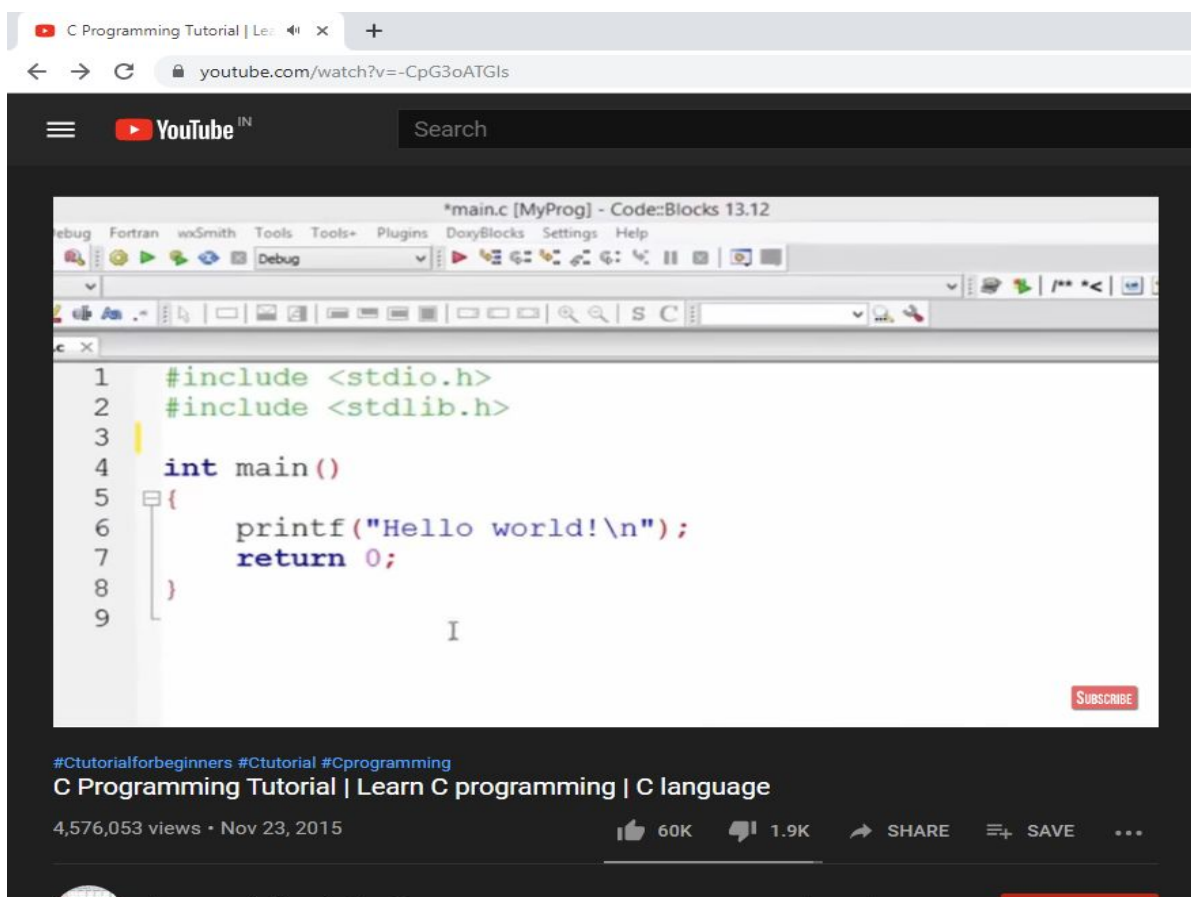 C Programming Tutorial | Lea
youtube.com/watch?v=-CpG3oATGIs
YouTube IN
Search
*main.c [MyProg] - Code::Blocks 13.12
ebug Fortran wxSmith Tools Tools+ Plugins DoxyBlocks Settings Help
Debug
/** *<
S C
.c
1 #include <stdio.h>
2 #include <stdlib.h>
3
4 int main()
5 {
6 printf("Hello world!\n");
7 return 0;
8 }
9
SUBSCRIBE
#Ctutorialforbeginners #Ctutorial #Cprogramming
C Programming Tutorial | Learn C programming | C language
4,576,053 views • Nov 23, 2015 60K 1.9K SHARE SAVE